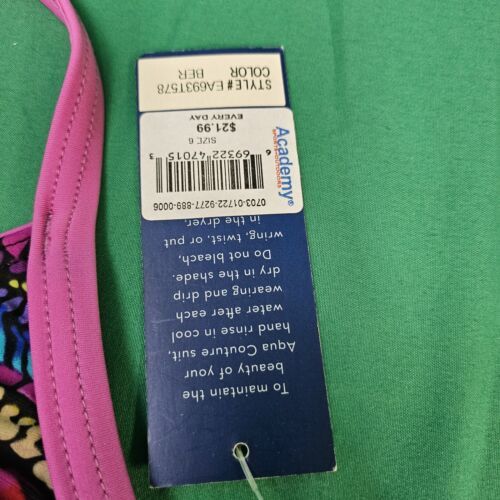 To maintain the
beauty of your
Aqua Couture suit,
hand rinse in cool
water after each
wearing and drip
dry in the shade.
Do not bleach,
wring, twist, or put
in the dryer.
Academy
SPORTS+OUTDOORS
0703-01722-9277-889-0006
6 69322 47015 3
SIZE 6
$21.99
EVERY DAY
STYLE# EA693T578
COLOR BER